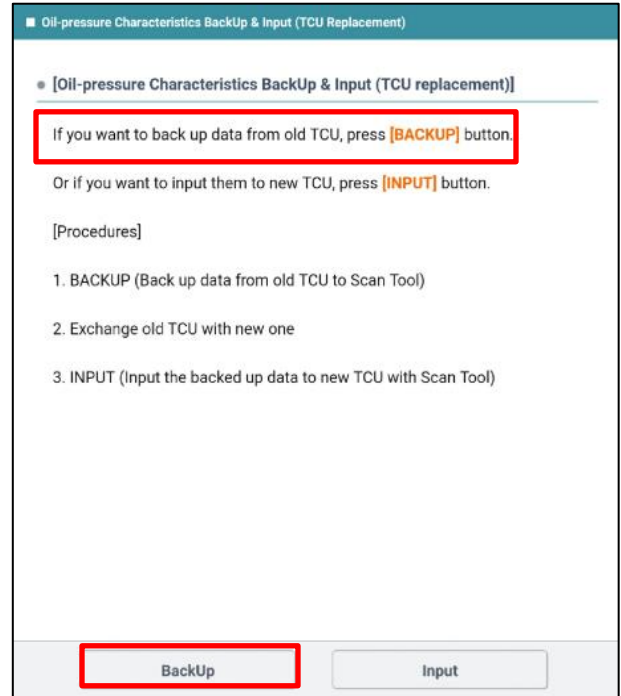 Oil-pressure Characteristics BackUp & Input (TCU Replacement)
[Oil-pressure Characteristics BackUp & Input (TCU replacement)]
If you want to back up data from old TCU, press [BACKUP] button.
Or if you want to input them to new TCU, press [INPUT] button.
[Procedures]
1. BACKUP (Back up data from old TCU to Scan Tool)
2. Exchange old TCU with new one
3. INPUT (Input the backed up data to new TCU with Scan Tool)
BackUp
Input